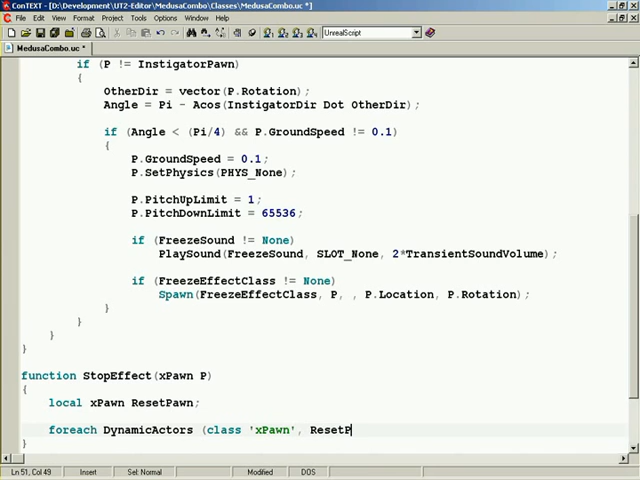 ConTEXT - [D:\Development\UT2-Editor\MedusaCombo\Classes\MedusaCombo.uc *]
File Edit View Format Project Tools Options Window Help
UnrealScript
MedusaCombo.uc *
if (P != InstigatorPawn)
{
OtherDir = vector(P.Rotation);
Angle = Pi - Acos(InstigatorDir Dot OtherDir);
if (Angle < (Pi/4) && P.GroundSpeed != 0.1)
{
P.GroundSpeed = 0.1;
P.SetPhysics(PHYS_None);
P.PitchUpLimit = 1;
P.PitchDownLimit = 65536;
if (FreezeSound != None)
PlaySound(FreezeSound, SLOT_None, 2*TransientSoundVolume);
if (FreezeEffectClass != None)
Spawn(FreezeEffectClass, P, , P.Location, P.Rotation);
}
}
}
}
function StopEffect(xPawn P)
{
local xPawn ResetPawn;
foreach DynamicActors (class 'xPawn', ResetP
}
Ln 51, Col 49 Insert Sel: Normal Modified DOS